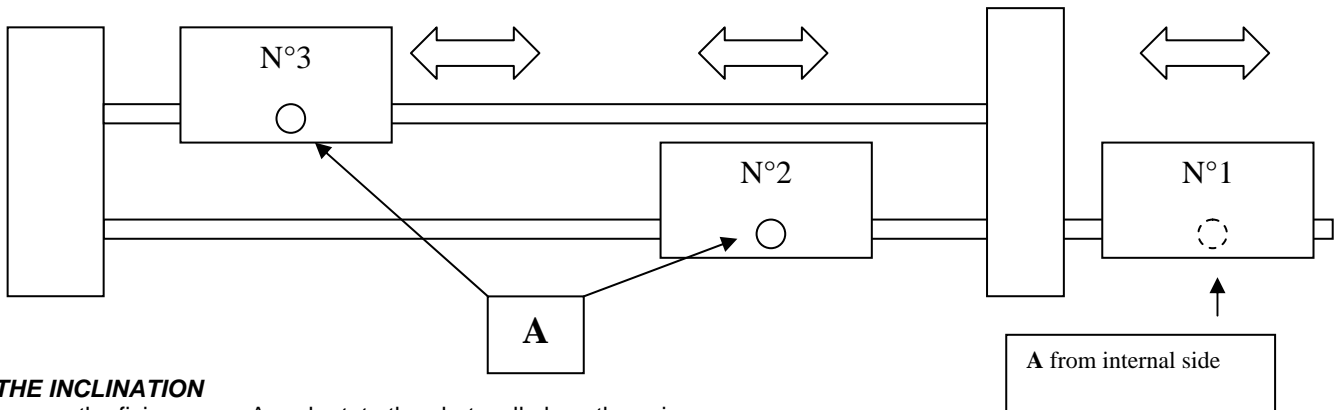 N°3
N°2
N°1
A
A from internal side
THE INCLINATION